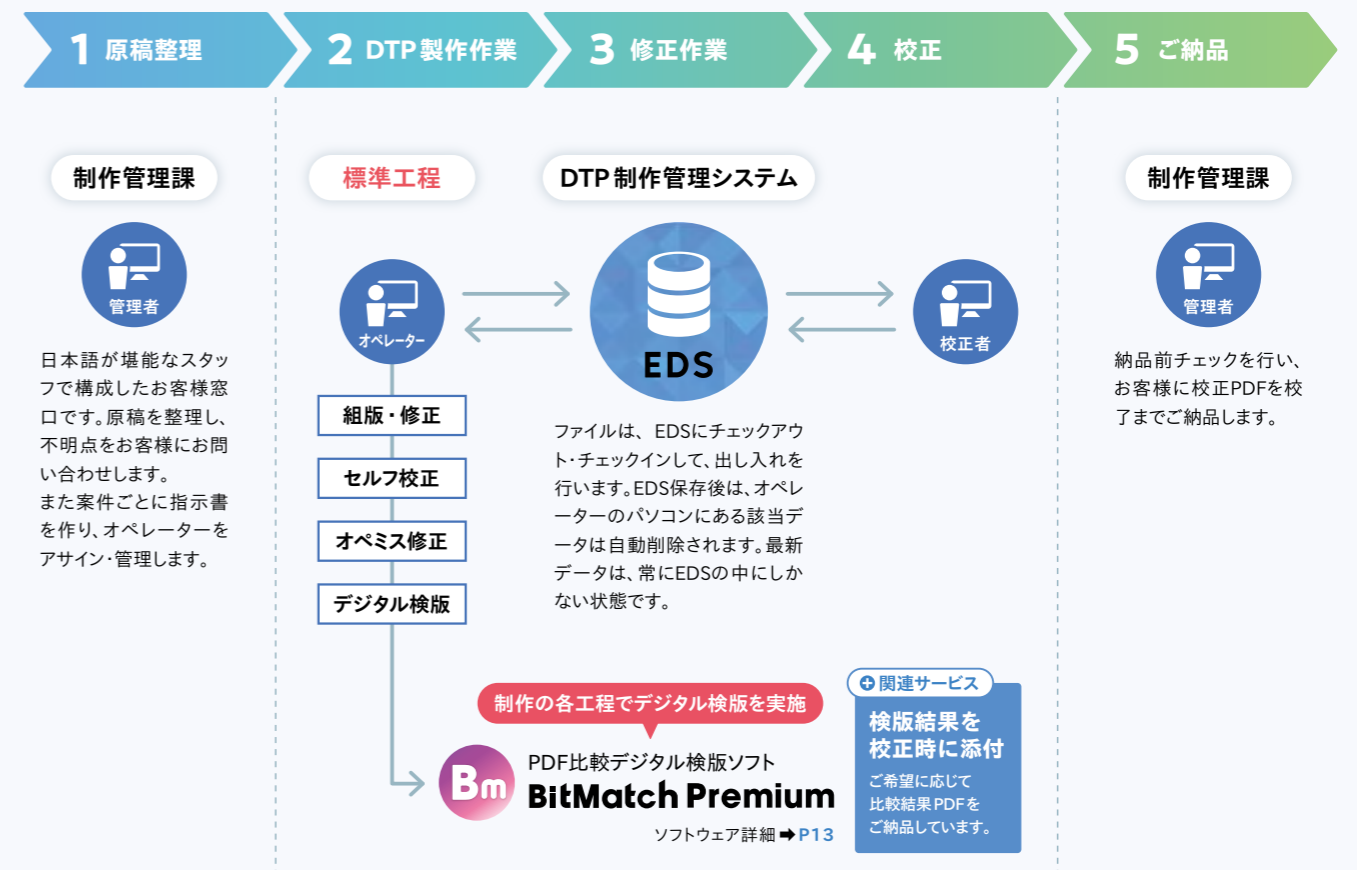 1 原稿整理
2 DTP製作作業
3 修正作業
4 校正
5 ご納品
制作管理課
管理者
日本語が堪能なスタッ
フで構成したお客様窓
口です。原稿を整理し、
不明点をお客様にお問
い合わせします。
また案件ごとに指示書
を作り、オペレーターを
アサイン・管理します。
標準工程
オペレーター
組版・修正
セルフ校正
オペミス修正
デジタル検版
DTP制作管理システム
EDS
ファイルは、EDSにチェックアウ
ト・チェックインして、出し入れを
行います。EDS保存後は、オペレ
ーターのパソコンにある該当デ
ータは自動削除されます。最新
データは、常にEDSの中にしか
ない状態です。
校正者
制作の各工程でデジタル検版を実施
Bm
PDF比較デジタル検版ソフト
BitMatch Premium
ソフトウェア詳細➡P13
関連サービス
検版結果を
校正時に添付
ご希望に応じて
比較結果PDFを
ご納品しています。
制作管理課
管理者
納品前チェックを行い、
お客様に校正PDFを校
了までご納品します。